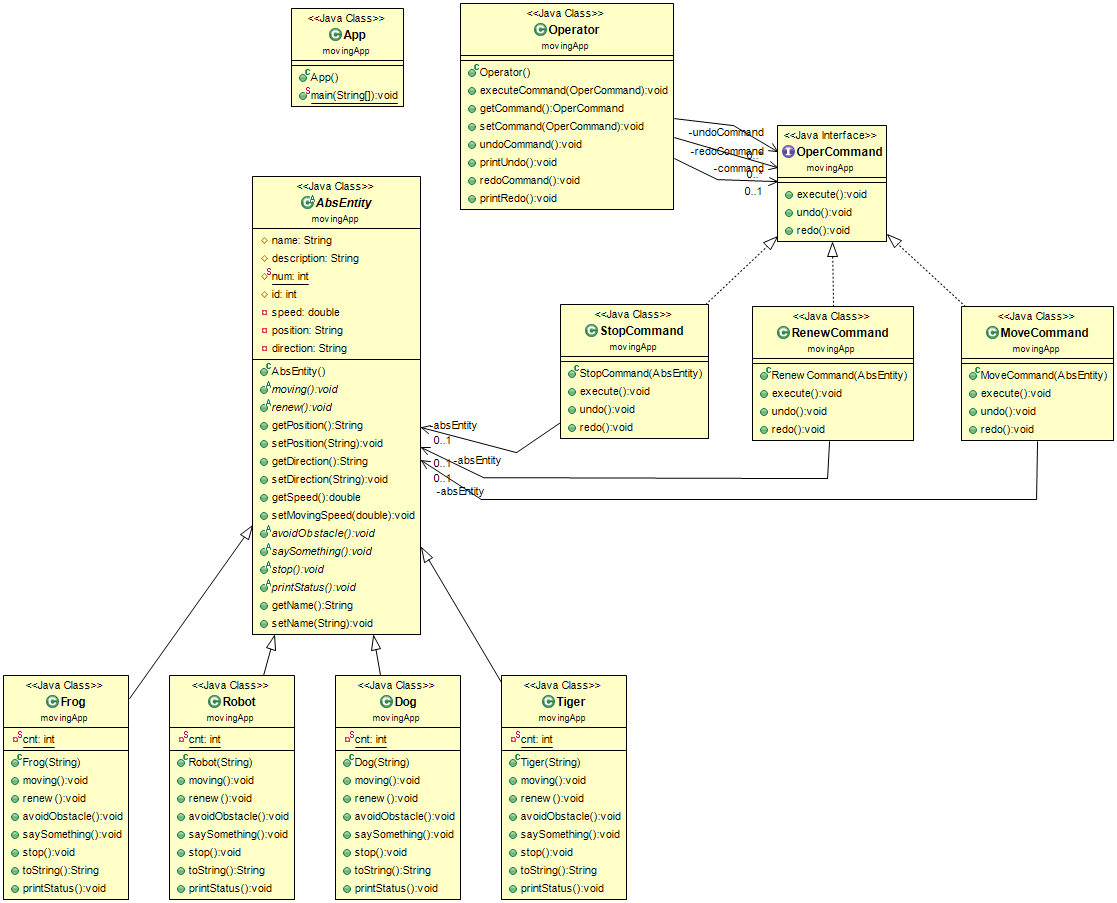 <<Java Class>>
App
movingApp
App()
main(String[]):void
<<Java Class>>
Operator
movingApp
Operator()
executeCommand(OperCommand):void
getCommand():OperCommand
setCommand(OperCommand):void
undoCommand():void
printUndo():void
redoCommand():void
printRedo():void
-undoCommand
0..1
-redoCommand
0..1
-command
0..1
<<Java Interface>>
OperCommand
movingApp
execute():void
undo():void
redo():void
<<Java Class>>
AbsEntity
movingApp
name: String
description: String
num: int
id: int
speed: double
position: String
direction: String
AbsEntity()
moving():void
renew():void
getPosition():String
setPosition(String):void
getDirection():String
setDirection(String):void
getSpeed():double
setMovingSpeed(double):void
avoidObstacle():void
saySomething():void
stop():void
printStatus():void
getName():String
setName(String):void
-absEntity
0..1
-absEntity
0..1
-absEntity
0..1
<<Java Class>>
StopCommand
movingApp
StopCommand(AbsEntity)
execute():void
undo():void
redo():void
<<Java Class>>
RenewCommand
movingApp
RenewCommand(AbsEntity)
execute():void
undo():void
redo():void
<<Java Class>>
MoveCommand
movingApp
MoveCommand(AbsEntity)
execute():void
undo():void
redo():void
<<Java Class>>
Frog
movingApp
cnt: int
Frog(String)
moving():void
renew():void
avoidObstacle():void
saySomething():void
stop():void
toString():String
printStatus():void
<<Java Class>>
Robot
movingApp
cnt: int
Robot(String)
moving():void
renew():void
avoidObstacle():void
saySomething():void
stop():void
toString():String
printStatus():void
<<Java Class>>
Dog
movingApp
cnt: int
Dog(String)
moving():void
renew():void
avoidObstacle():void
saySomething():void
stop():void
toString():String
printStatus():void
<<Java Class>>
Tiger
movingApp
cnt: int
Tiger(String)
moving():void
renew():void
avoidObstacle():void
saySomething():void
stop():void
toString():String
printStatus():void